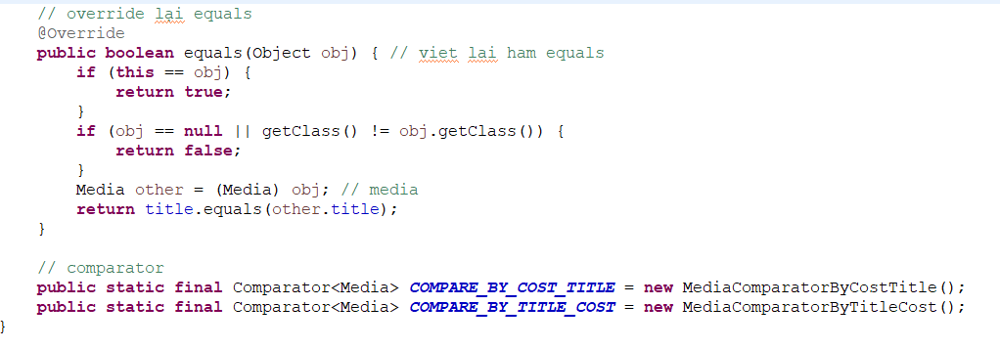 // override lại equals
@Override
public boolean equals(Object obj) { // viet lai ham equals
if (this == obj) {
return true;
}
if (obj == null || getClass() != obj.getClass()) {
return false;
}
Media other = (Media) obj; // media
return title.equals(other.title);
}
// comparator
public static final Comparator<Media> COMPARE_BY_COST_TITLE = new MediaComparatorByCostTitle();
public static final Comparator<Media> COMPARE_BY_TITLE_COST = new MediaComparatorByTitleCost();
}